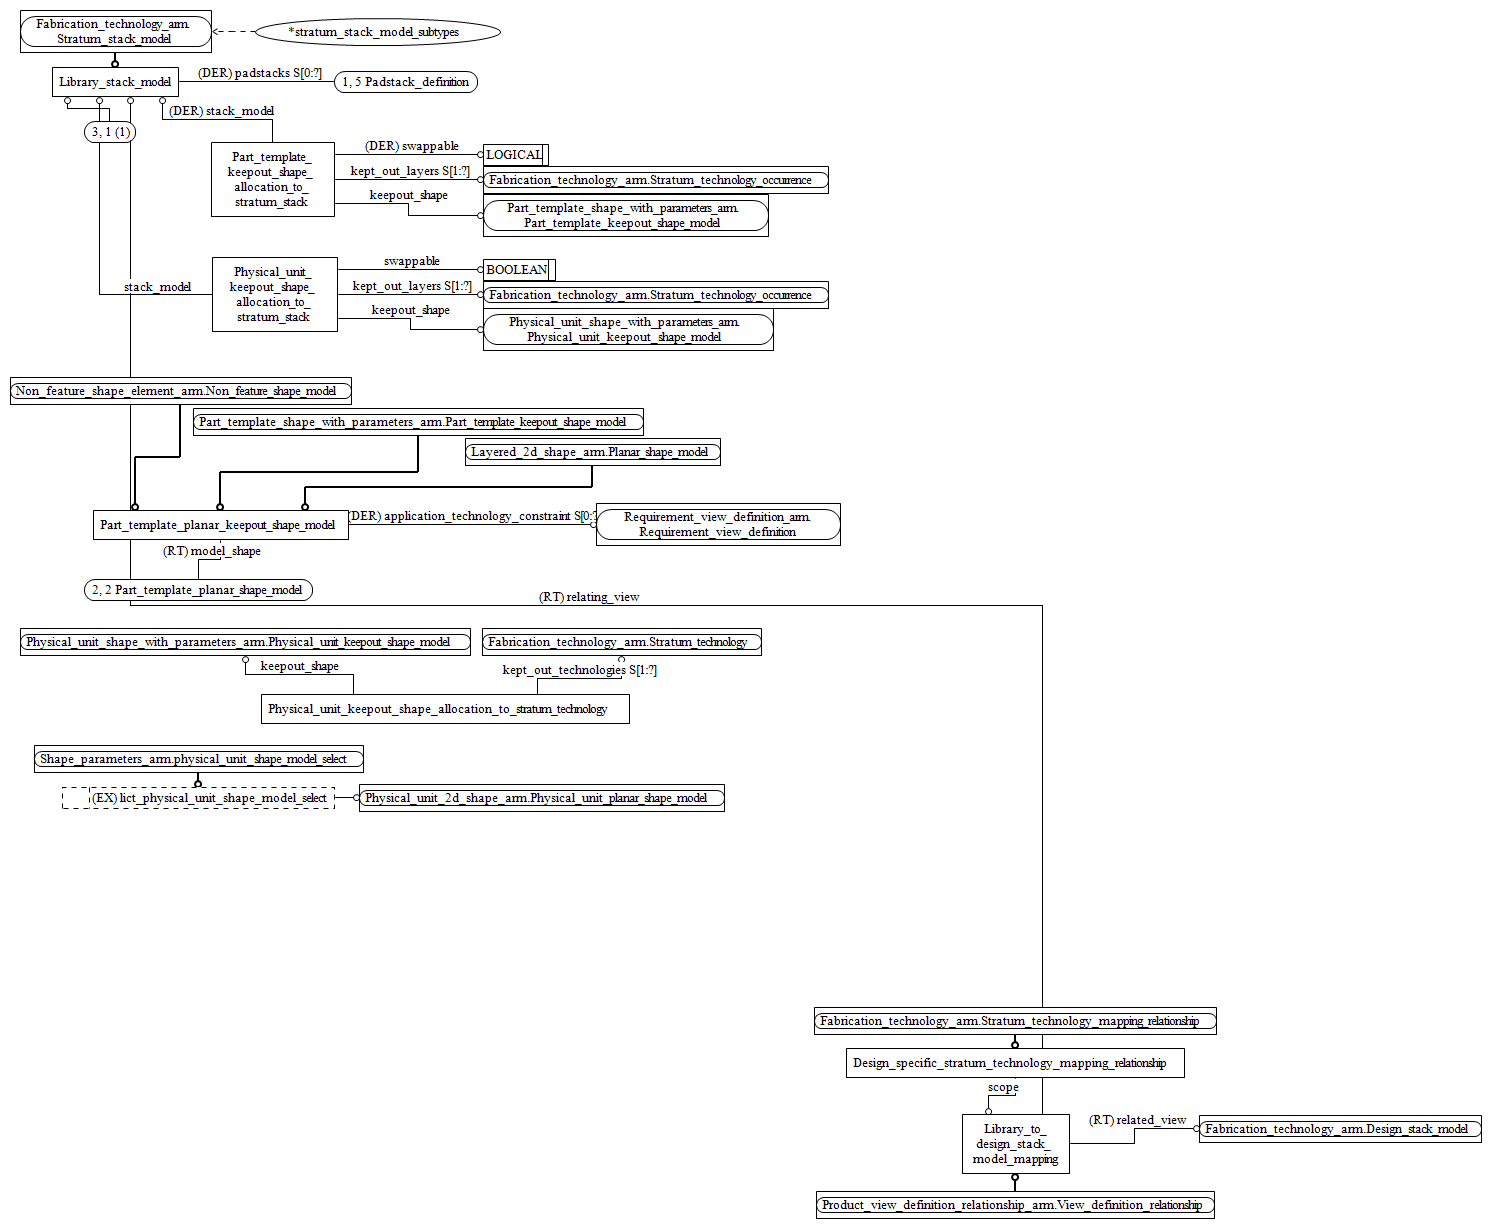 Fabrication_technology_arm.
Stratum_stack_model
*stratum_stack_model_subtypes
Library_stack_model
(DER) padstacks S[0:?]
1, 5 Padstack_definition
(DER) stack_model
3, 1 (1)
Part_template_
keepout_shape_
allocation_to_
stratum_stack
(DER) swappable
LOGICAL
kept_out_layers S[1:?]
Fabrication_technology_arm.Stratum_technology_occurrence
keepout_shape
Part_template_shape_with_parameters_arm.
Part_template_keepout_shape_model
stack_model
Physical_unit_
keepout_shape_
allocation_to_
stratum_stack
swappable
BOOLEAN
kept_out_layers S[1:?]
Fabrication_technology_arm.Stratum_technology_occurrence
keepout_shape
Physical_unit_shape_with_parameters_arm.
Physical_unit_keepout_shape_model
Non_feature_shape_element_arm.Non_feature_shape_model
Part_template_shape_with_parameters_arm.Part_template_keepout_shape_model
Layered_2d_shape_arm.Planar_shape_model
Part_template_planar_keepout_shape_model
(DER) application_technology_constraint S[0:?
Requirement_view_definition_arm.
Requirement_view_definition
(RT) model_shape
2, 2 Part_template_planar_shape_model
(RT) relating_view
Physical_unit_shape_with_parameters_arm.Physical_unit_keepout_shape_model
Fabrication_technology_arm.Stratum_technology
keepout_shape
kept_out_technologies S[1:?]
Physical_unit_keepout_shape_allocation_to_stratum_technology
Shape_parameters_arm.physical_unit_shape_model_select
(EX) lict_physical_unit_shape_model_select
Physical_unit_2d_shape_arm.Physical_unit_planar_shape_model
Fabrication_technology_arm.Stratum_technology_mapping_relationship
Design_specific_stratum_technology_mapping_relationship
scope
Library_to_
design_stack_
model_mapping
(RT) related_view
Fabrication_technology_arm.Design_stack_model
Product_view_definition_relationship_arm.View_definition_relationship